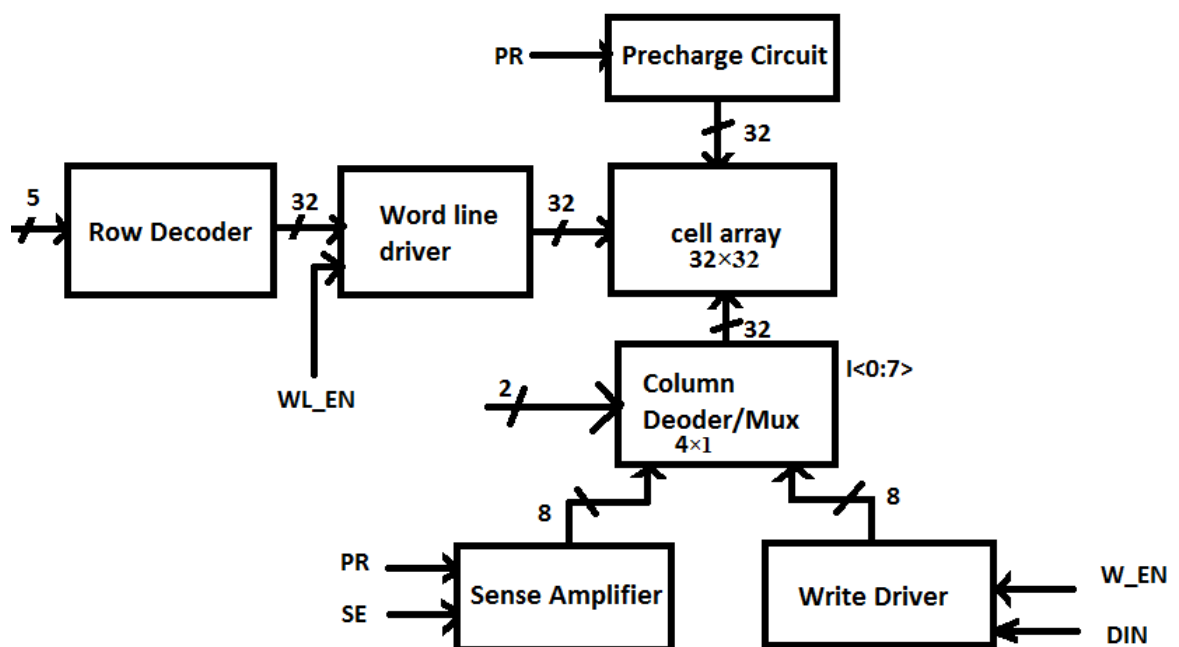 PR
Precharge Circuit
32
5
Row Decoder
32
Word line
driver
32
cell array
32×32
WL_EN
32
2
Column
Deoder/Mux
4×1
I<0:7>
8
8
PR
SE
Sense Amplifier
Write Driver
W_EN
DIN